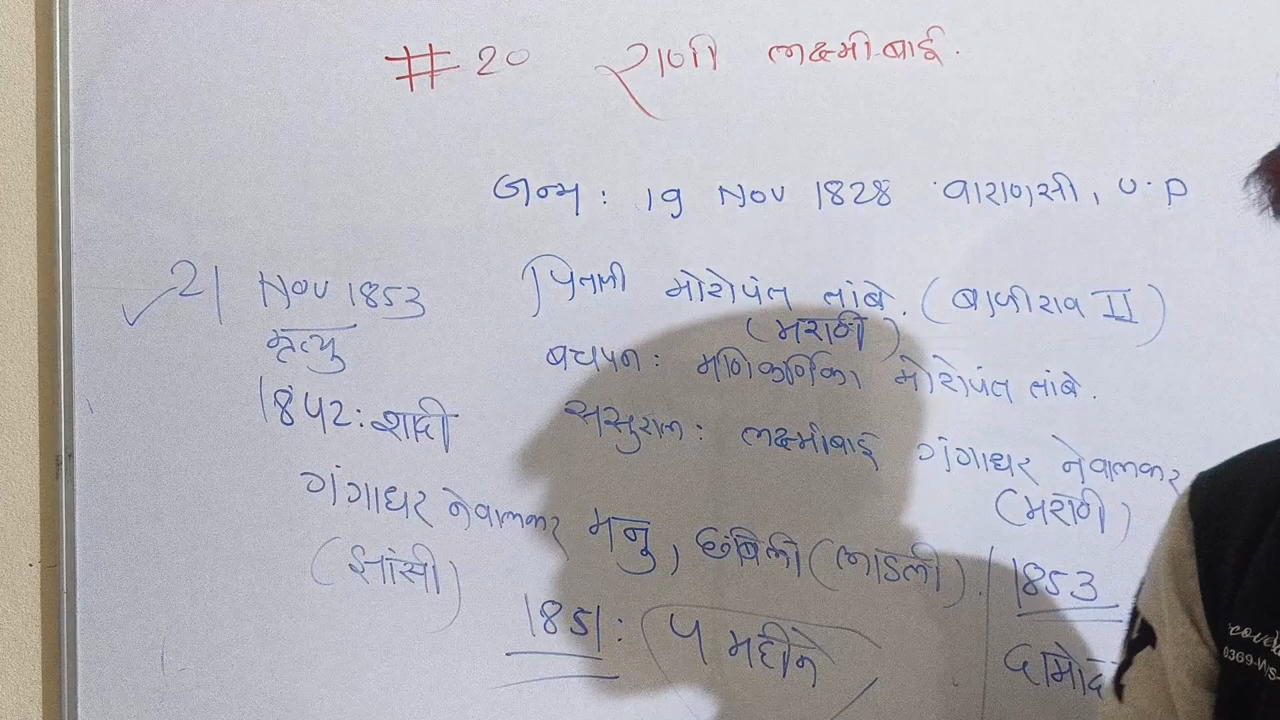 # 20 राणी लक्ष्मीबाई.
जन्म : 19 Nov 1828 वाराणसी, U.P
21 Nov 1853
मृत्यु
पिताजी मोरोपंत तांबे. (बाजीराव II)
(मराठी)
बचपन : मणिकर्णिका मोरोपंत तांबे.
1842 : शादी
ससुराल : लक्ष्मीबाई गंगाधर नेवालकर
(मराठी)
गंगाधर नेवालकर
(झांसी)
मनु, छबिली (लाडली).
1853
1851 : 4 महीने
दामोद
0369-